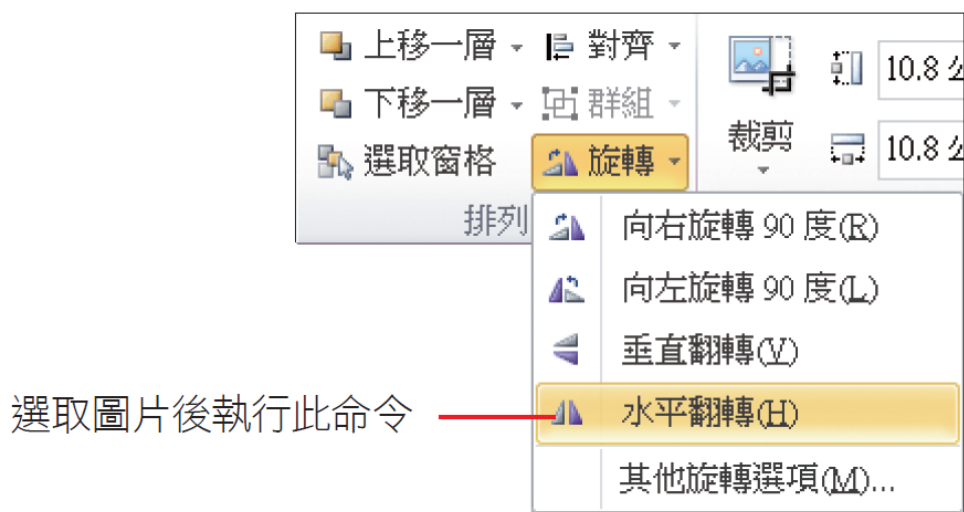 上移一層
對齊
10.8 公
下移一層
群組
裁剪
10.8 公
選取窗格
旋轉
排列
向右旋轉 90 度(R)
向左旋轉 90 度(L)
垂直翻轉(V)
選取圖片後執行此命令
水平翻轉(H)
其他旋轉選項(M)...